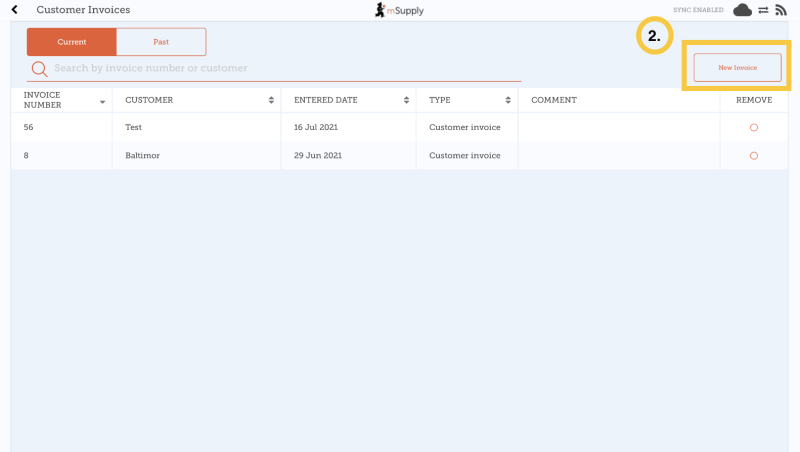 Customer Invoices
mSupply
SYNC ENABLED
Current
Past
2.
Search by invoice number or customer
New Invoice
INVOICE
NUMBER
CUSTOMER
ENTERED DATE
TYPE
COMMENT
REMOVE
56
Test
16 Jul 2021
Customer invoice
8
Baltimor
29 Jun 2021
Customer invoice